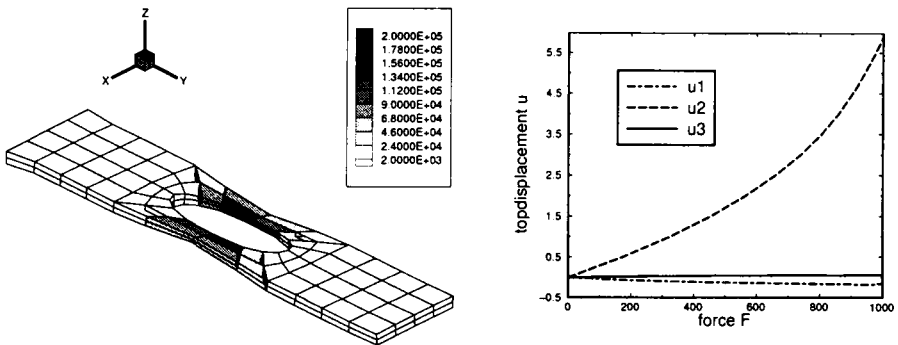 Z
X
Y
2.0000E+05
1.7800E+05
1.5600E+05
1.3400E+05
1.1200E+05
9.0000E+04
6.8000E+04
4.6000E+04
2.4000E+04
2.0000E+03
topdisplacement u
5.5
4.5
3.5
2.5
1.5
0.5
-0.5
u1
u2
u3
0 200 400 600 800 1000
force F